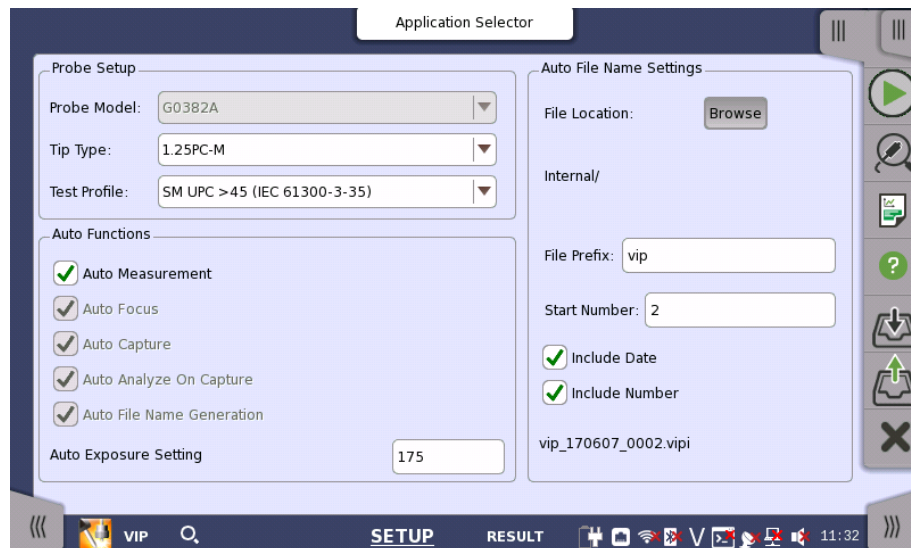 Application Selector
Probe Setup
Probe Model: G0382A
Tip Type: 1.25PC-M
Test Profile: SM UPC >45 (IEC 61300-3-35)
Auto Functions
Auto Measurement
Auto Focus
Auto Capture
Auto Analyze On Capture
Auto File Name Generation
Auto Exposure Setting 175
Auto File Name Settings
File Location: Browse
Internal/
File Prefix: vip
Start Number: 2
Include Date
Include Number
vip_170607_0002.vipi
VIP SETUP RESULT V 11:32